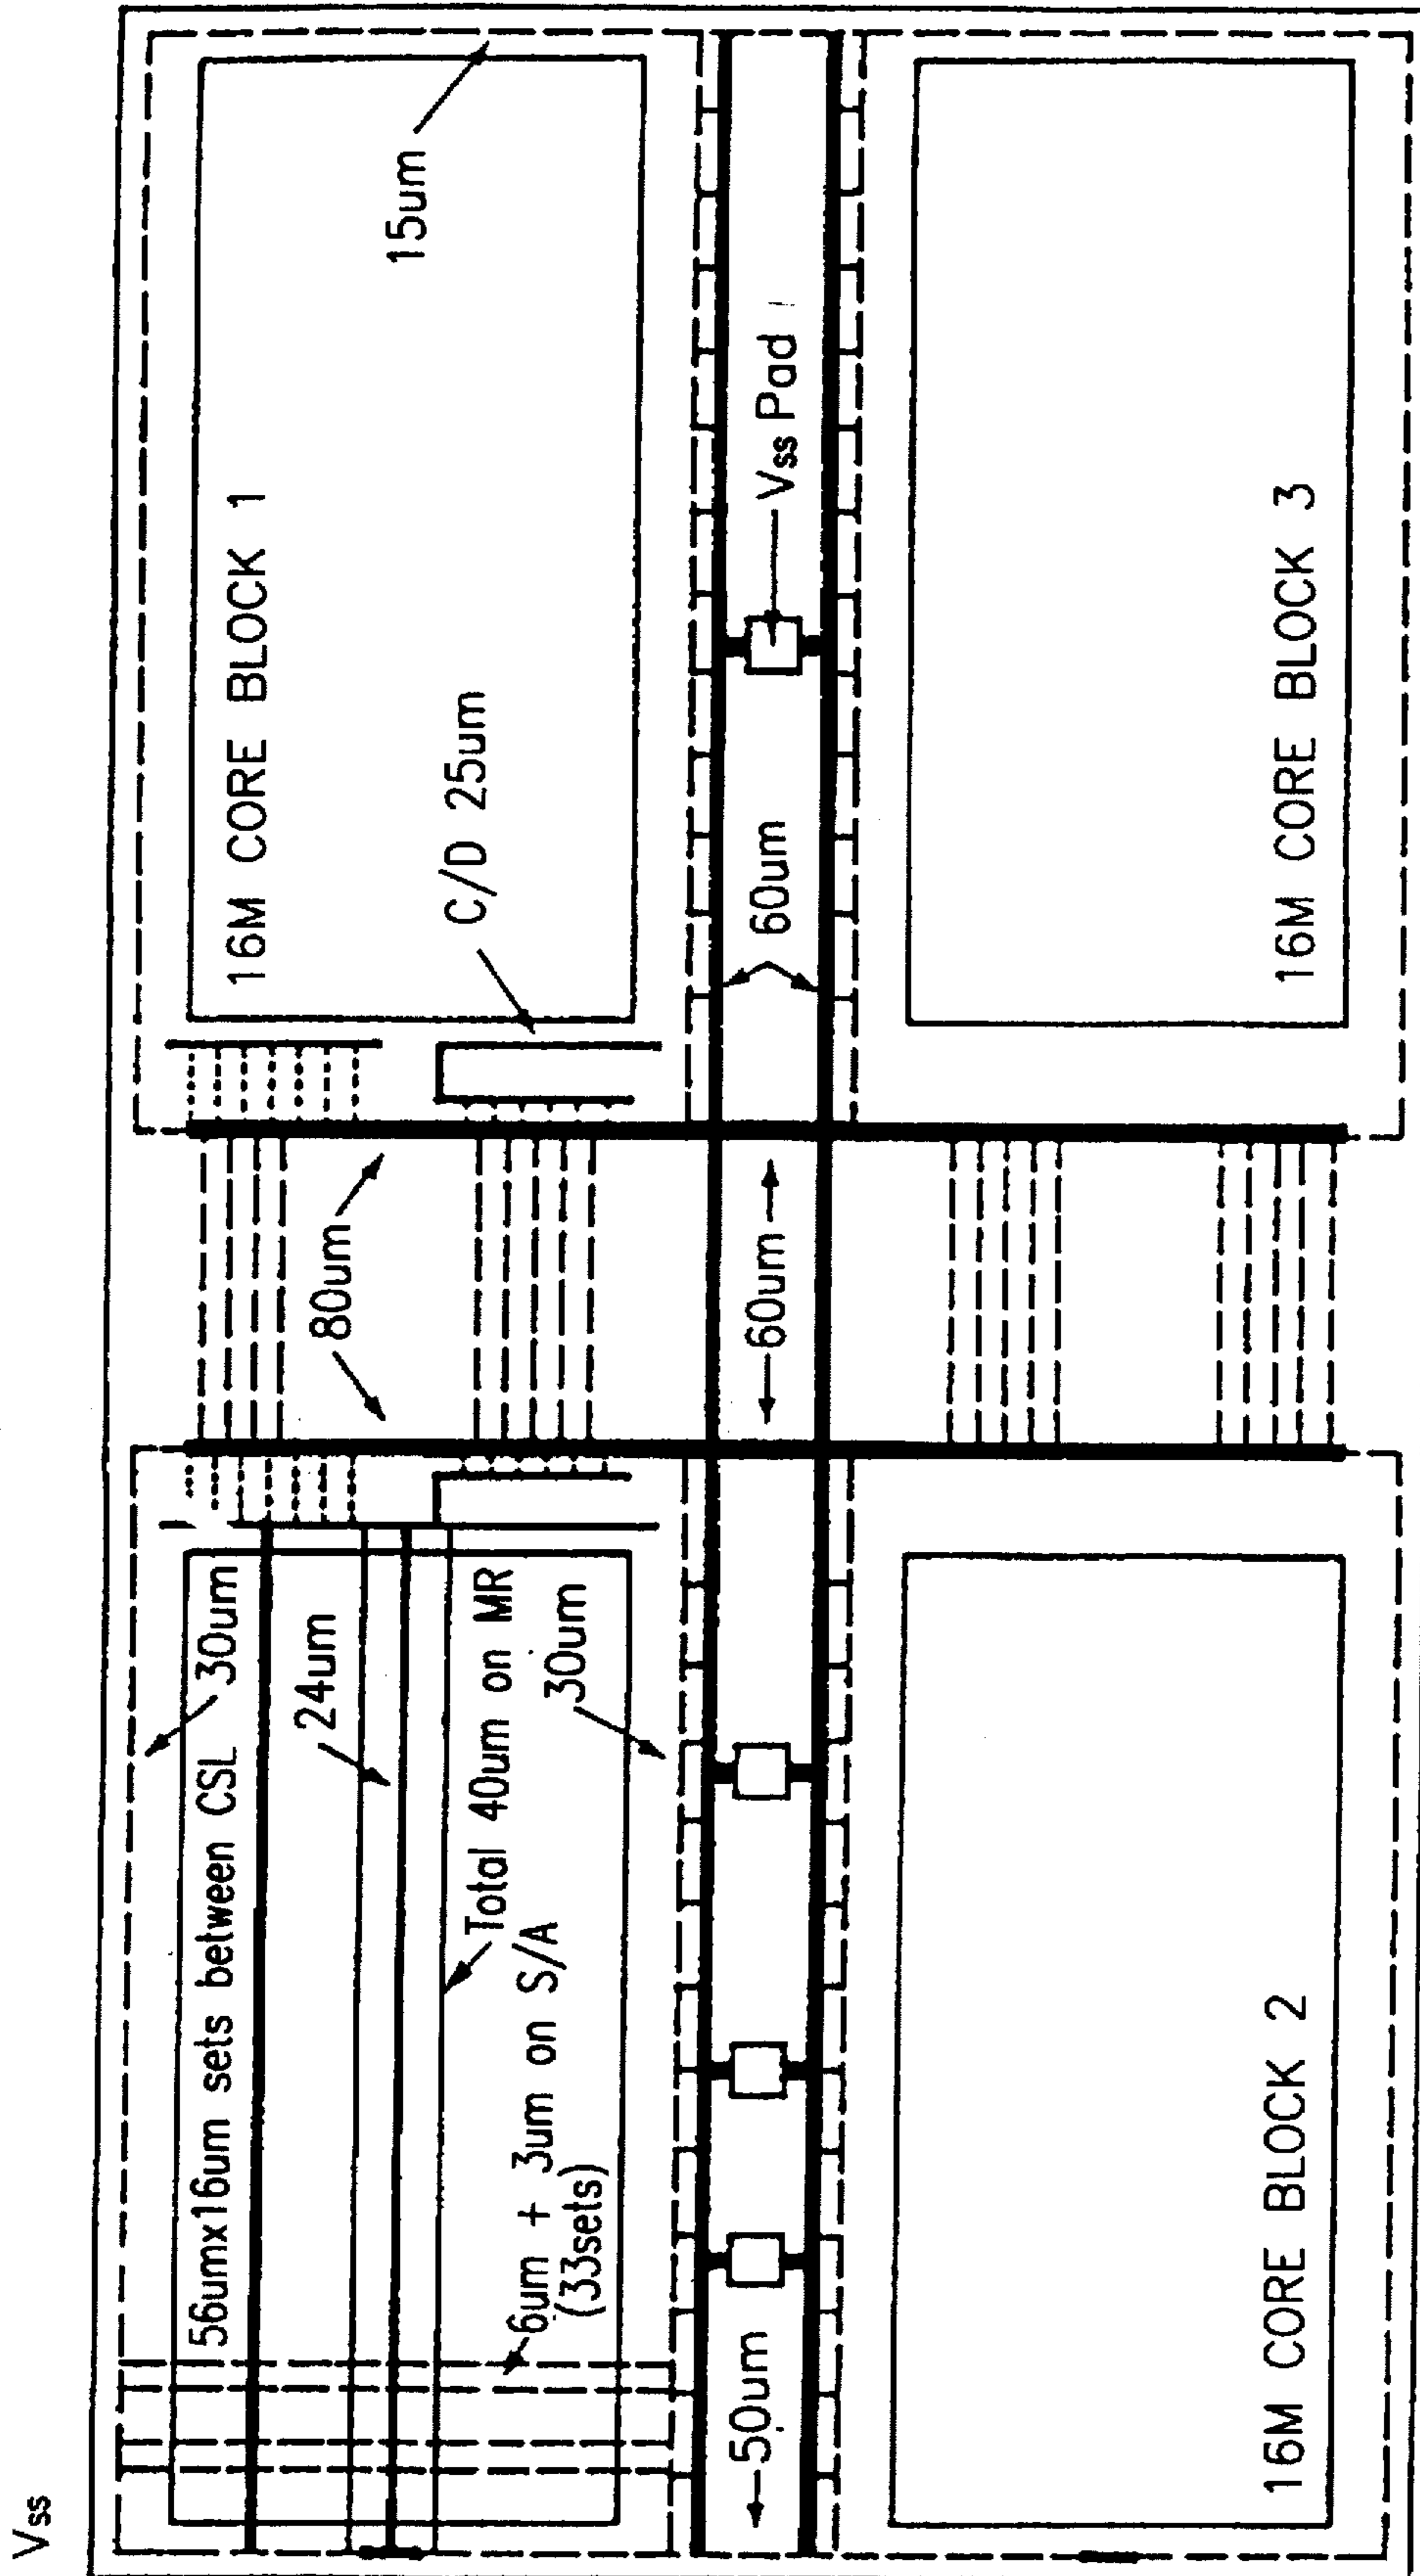 Vss
56umx16um sets between CSL
30um
24um
Total 40um on MR
6um + 3um on S/A
(33sets)
30um
80um
16M CORE BLOCK 1
15um
C/D 25um
50um
60um
60um
Vss Pad
16M CORE BLOCK 2
16M CORE BLOCK 3